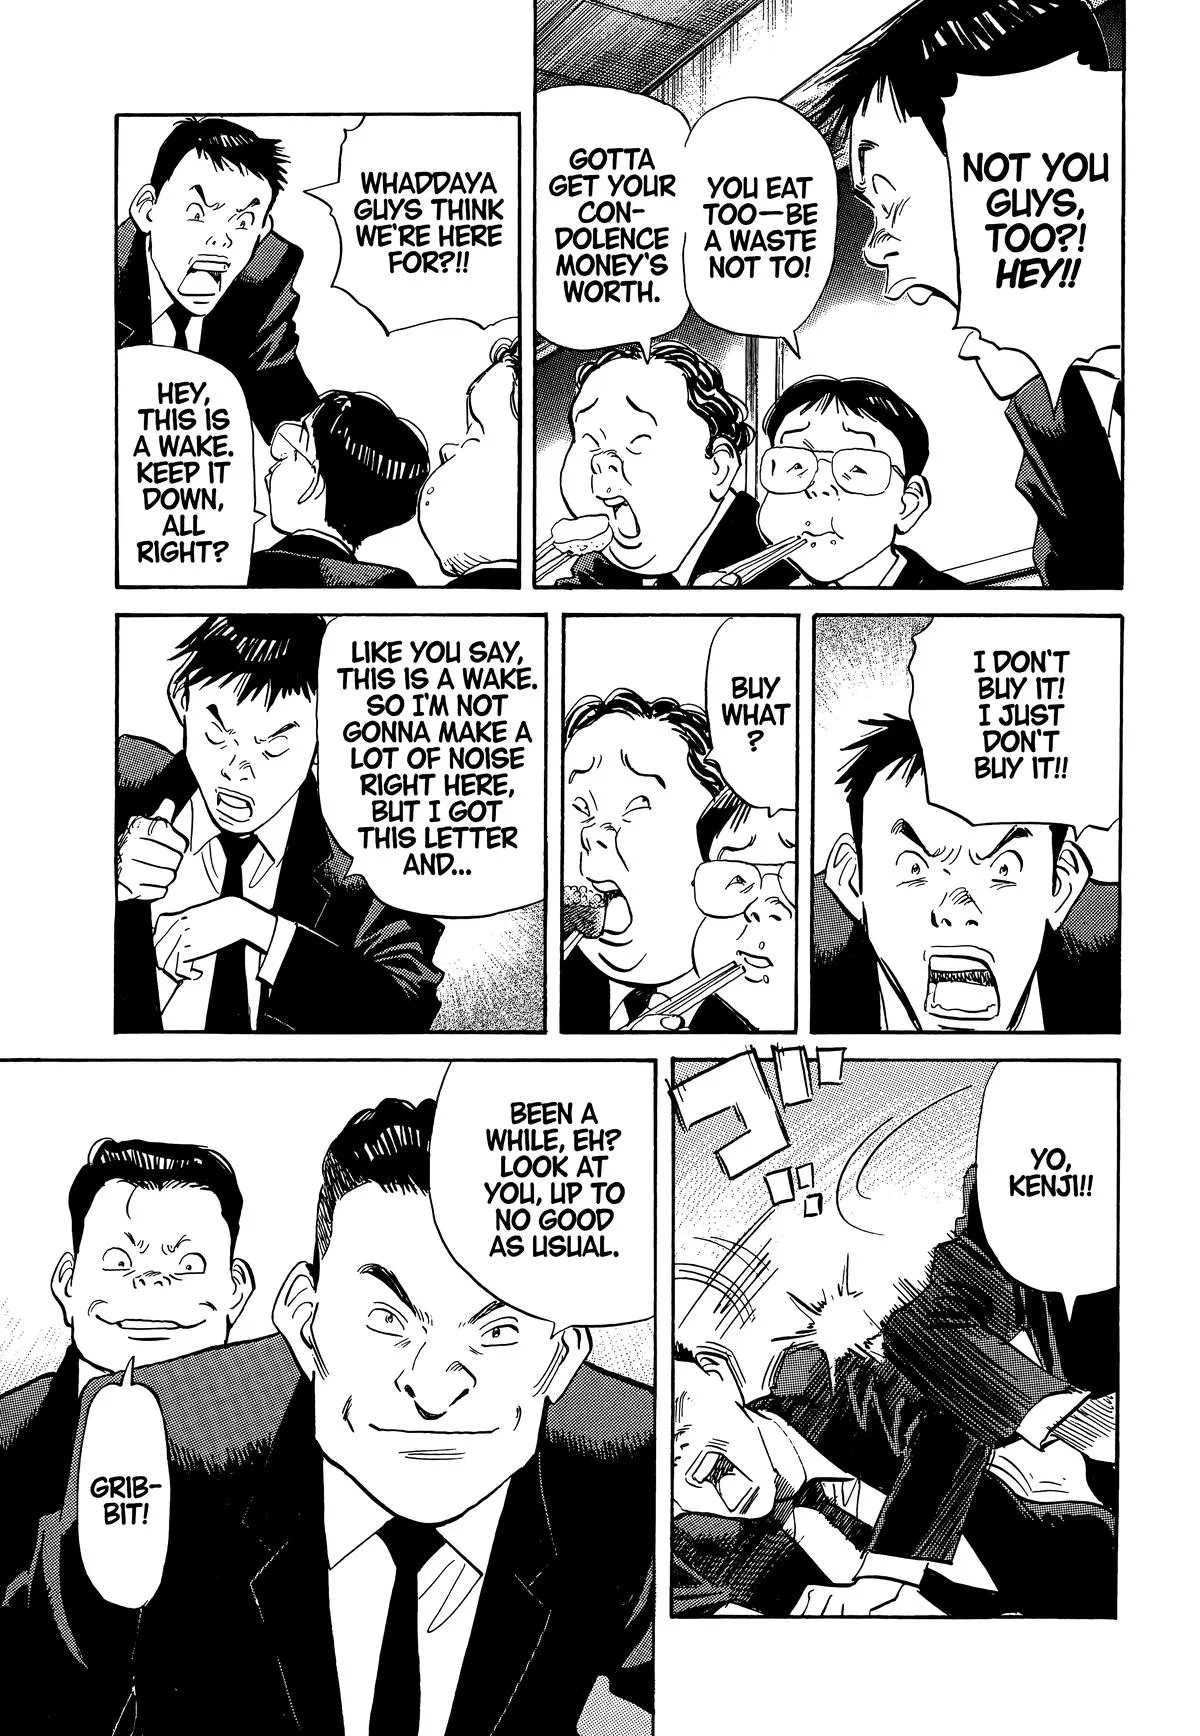 NOT YOU
GUYS,
TOO?!
HEY!!
YOU EAT
TOO—BE
A WASTE
NOT TO!
GOTTA
GET YOUR
CON-
DOLENCE
MONEY'S
WORTH.
WHADDAYA
GUYS THINK
WE'RE HERE
FOR?!!
HEY,
THIS IS
A WAKE.
KEEP IT
DOWN,
ALL
RIGHT?
I DON'T
BUY IT!
I JUST
DON'T
BUY IT!!
BUY
WHAT
?
LIKE YOU SAY,
THIS IS A WAKE.
SO I'M NOT
GONNA MAKE A
LOT OF NOISE
RIGHT HERE,
BUT I GOT
THIS LETTER
AND...
YO,
KENJI!!
BEEN A
WHILE, EH?
LOOK AT
YOU, UP TO
NO GOOD
AS USUAL.
GRIB-
BIT!